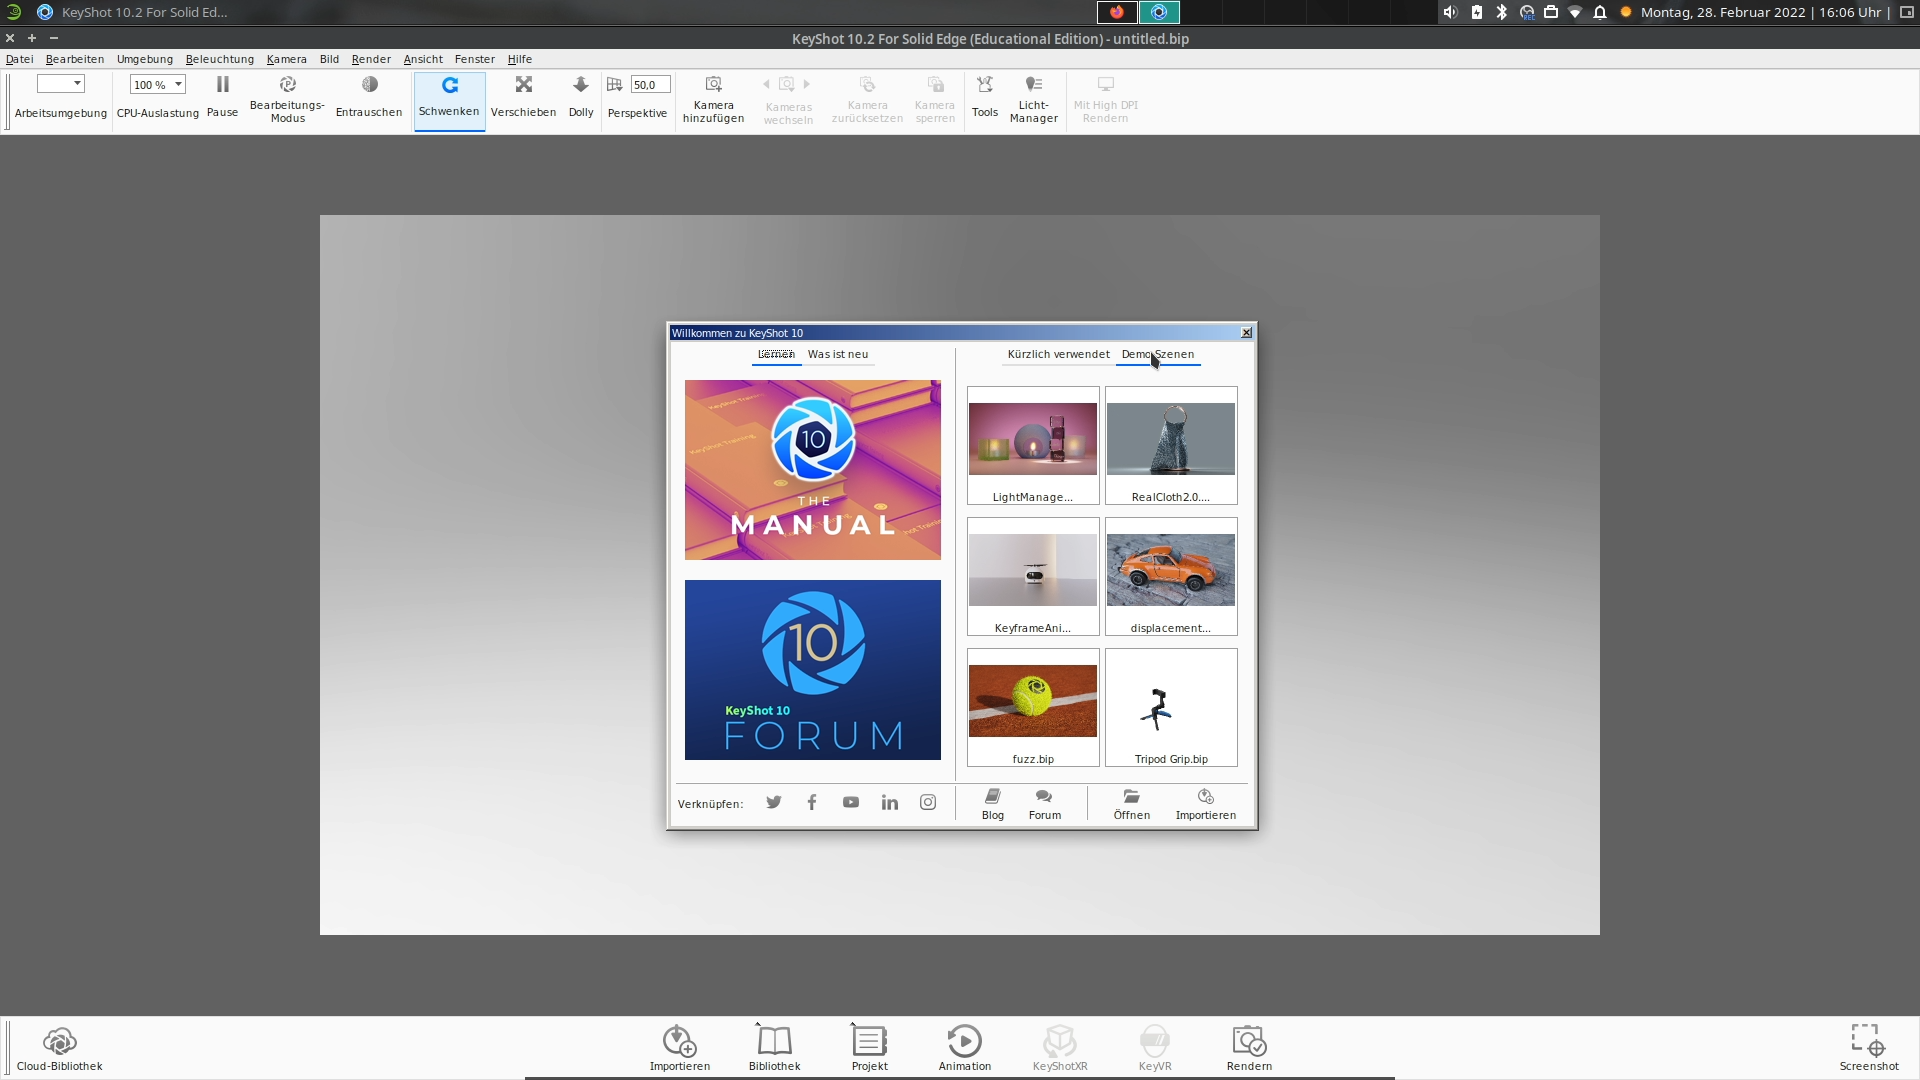 KeyShot 10.2 For Solid Ed...
REC
Montag, 28. Februar 2022 | 16:06 Uhr |
KeyShot 10.2 For Solid Edge (Educational Edition) - untitled.bip
Datei Bearbeiten Umgebung Beleuchtung Kamera Bild Render Ansicht Fenster Hilfe
100 %
50,0
Arbeitsumgebung
CPU-Auslastung
Pause
Bearbeitungs-
Modus
Entrauschen
Schwenken
Verschieben
Dolly
Perspektive
Kamera
hinzufügen
Kameras
wechseln
Kamera
zurücksetzen
Kamera
sperren
Tools
Licht-
Manager
Mit High DPI
Rendern
Willkommen zu KeyShot 10
Lernen Was ist neu
Kürzlich verwendet Demo-Szenen
10
THE
MANUAL
10
KeyShot 10
FORUM
LightManage...
RealCloth2.0....
KeyframeAni...
displacement...
fuzz.bip
Tripod Grip.bip
Verknüpfen:
Blog
Forum
Öffnen
Importieren
Cloud-Bibliothek
Importieren
Bibliothek
Projekt
Animation
KeyShotXR
KeyVR
Rendern
Screenshot